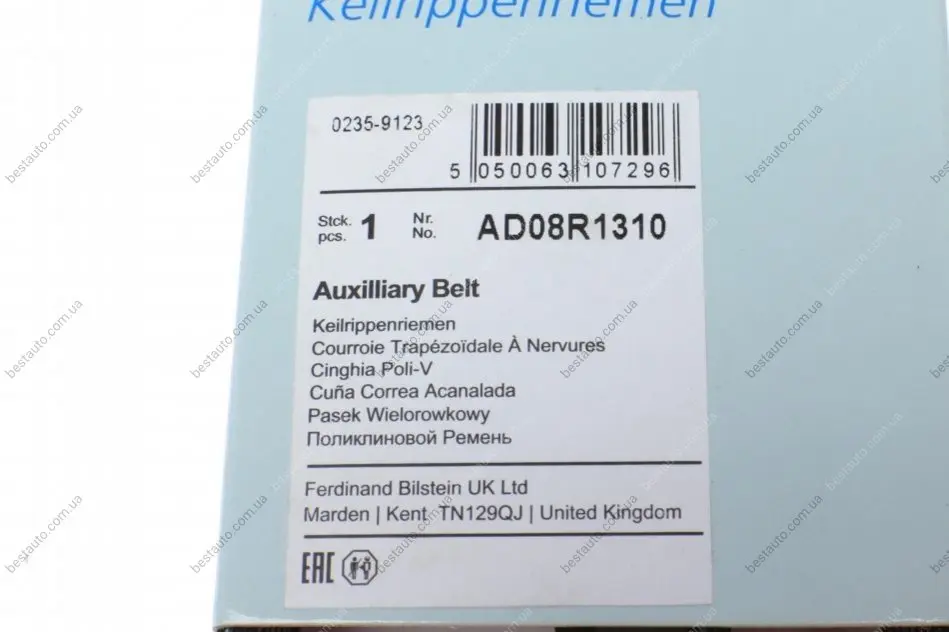 Keilrippenriemen
0235-9123
5 050063 107296
Stck. pcs. 1 Nr. No. AD08R1310
Auxilliary Belt
Keilrippenriemen
Courroie Trapézoïdale À Nervures
Cinghia Poli-V
Cuña Correa Acanalada
Pasek Wielorowkowy
Поликлиновой Ремень
Ferdinand Bilstein UK Ltd
Marden | Kent TN129QJ | United Kingdom
EAC
bestauto.com.ua